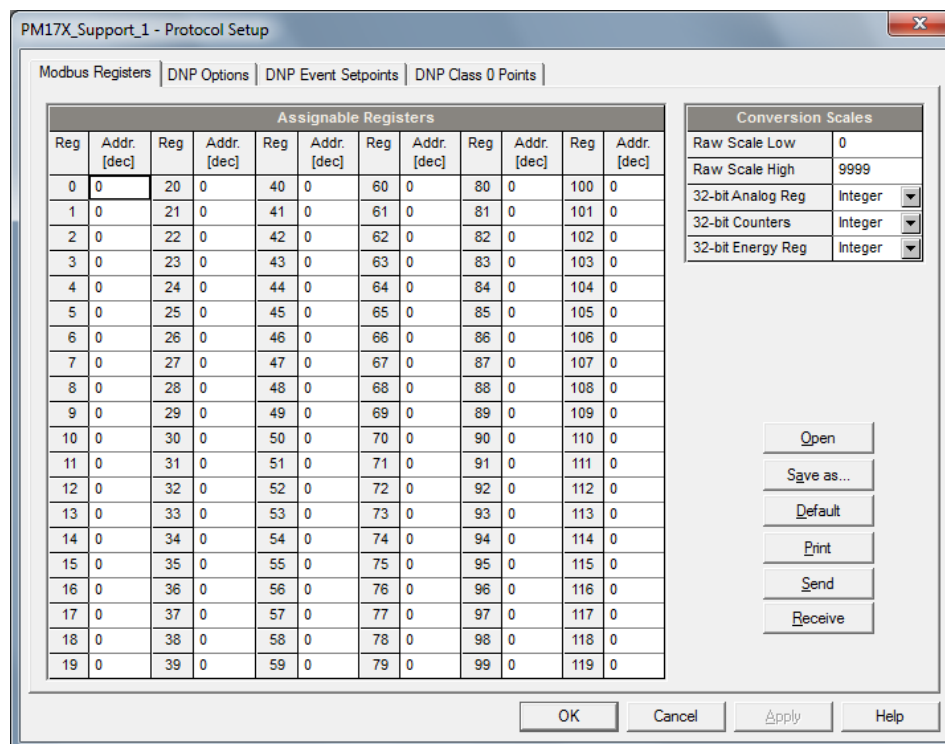 PM17X_Support_1 - Protocol Setup
Modbus Registers DNP Options DNP Event Setpoints DNP Class 0 Points
Assignable Registers
Reg Addr. [dec] Reg Addr. [dec] Reg Addr. [dec] Reg Addr. [dec] Reg Addr. [dec] Reg Addr. [dec]
0 0 20 0 40 0 60 0 80 0 100 0
1 0 21 0 41 0 61 0 81 0 101 0
2 0 22 0 42 0 62 0 82 0 102 0
3 0 23 0 43 0 63 0 83 0 103 0
4 0 24 0 44 0 64 0 84 0 104 0
5 0 25 0 45 0 65 0 85 0 105 0
6 0 26 0 46 0 66 0 86 0 106 0
7 0 27 0 47 0 67 0 87 0 107 0
8 0 28 0 48 0 68 0 88 0 108 0
9 0 29 0 49 0 69 0 89 0 109 0
10 0 30 0 50 0 70 0 90 0 110 0
11 0 31 0 51 0 71 0 91 0 111 0
12 0 32 0 52 0 72 0 92 0 112 0
13 0 33 0 53 0 73 0 93 0 113 0
14 0 34 0 54 0 74 0 94 0 114 0
15 0 35 0 55 0 75 0 95 0 115 0
16 0 36 0 56 0 76 0 96 0 116 0
17 0 37 0 57 0 77 0 97 0 117 0
18 0 38 0 58 0 78 0 98 0 118 0
19 0 39 0 59 0 79 0 99 0 119 0
Conversion Scales
Raw Scale Low 0
Raw Scale High 9999
32-bit Analog Reg Integer
32-bit Counters Integer
32-bit Energy Reg Integer
Open
Save as...
Default
Print
Send
Receive
OK Cancel Apply Help